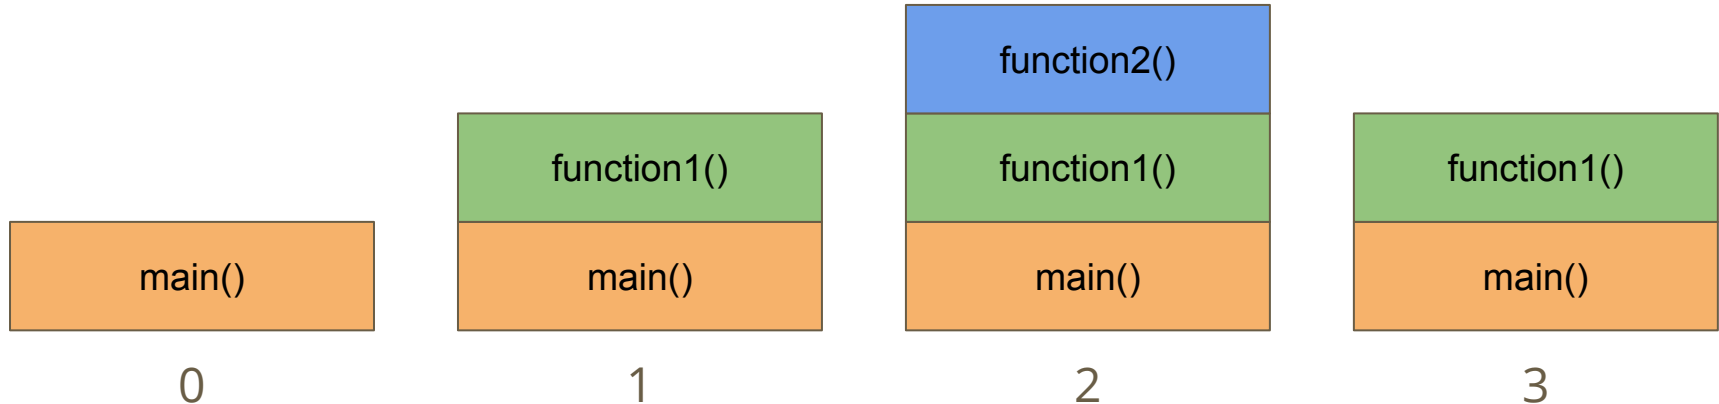 function2()
function1()
function1()
function1()
main()
main()
main()
main()
0
1
2
3